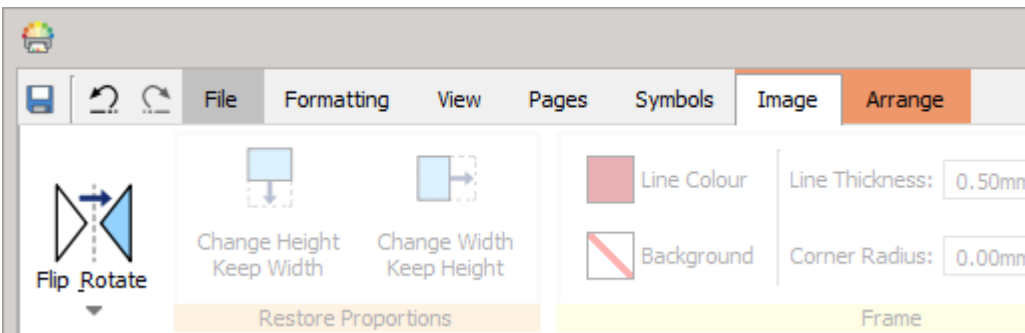 File Formatting View Pages Symbols Image Arrange
Flip Rotate
Change Height
Keep Width
Change Width
Keep Height
Restore Proportions
Line Colour
Background
Line Thickness: 0.50mm
Corner Radius: 0.00mm
Frame